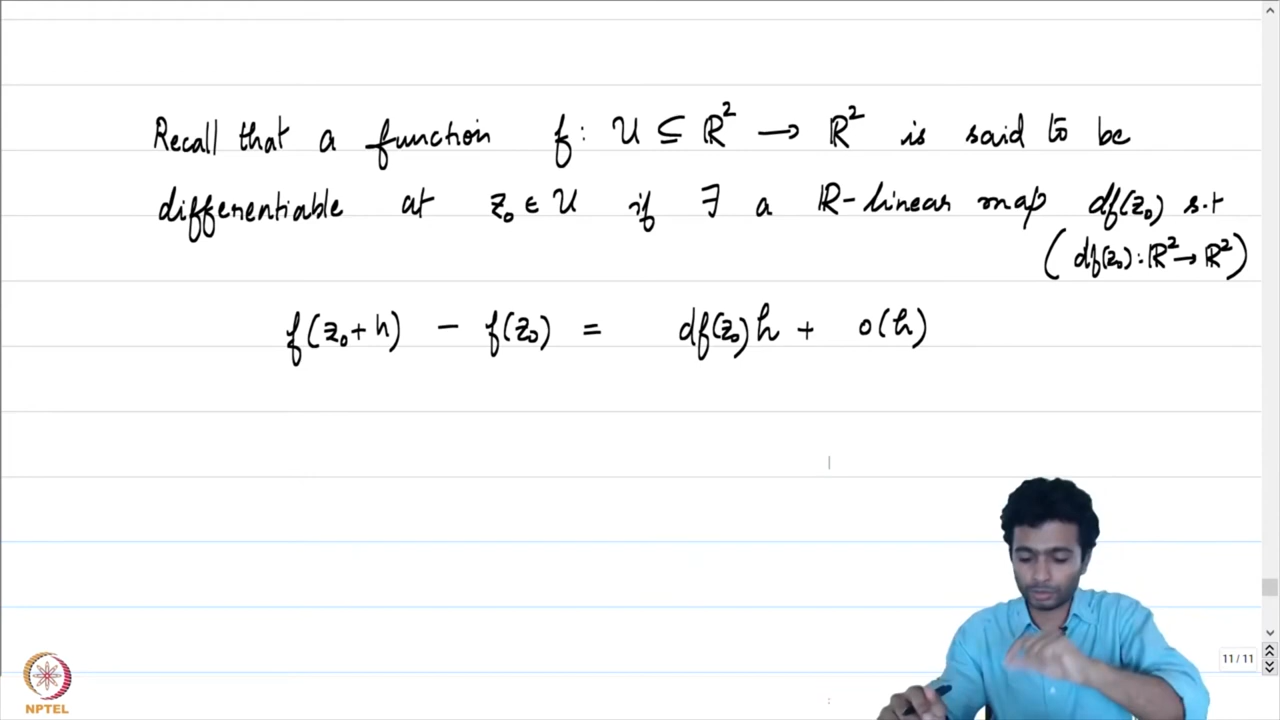 Recall that a function f : U ⊆ ℝ² → ℝ² is said to be
differentiable at z₀ ∈ U if ∃ a ℝ-linear map df(z₀) s.t
(df(z₀) : ℝ² → ℝ²)
f(z₀+h) − f(z₀) = df(z₀)h + o(h)
11 / 11
NPTEL